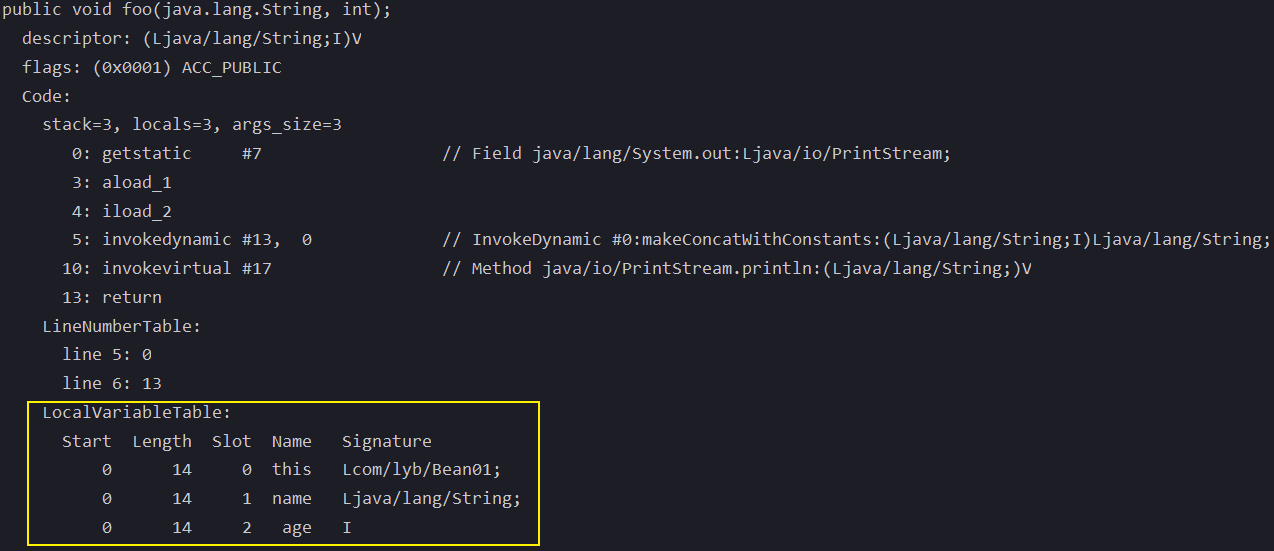 public void foo(java.lang.String, int);
  descriptor: (Ljava/lang/String;I)V
  flags: (0x0001) ACC_PUBLIC
  Code:
    stack=3, locals=3, args_size=3
       0: getstatic     #7                  // Field java/lang/System.out:Ljava/io/PrintStream;
       3: aload_1
       4: iload_2
       5: invokedynamic #13,  0             // InvokeDynamic #0:makeConcatWithConstants:(Ljava/lang/String;I)Ljava/lang/String;
      10: invokevirtual #17                 // Method java/io/PrintStream.println:(Ljava/lang/String;)V
      13: return
    LineNumberTable:
      line 5: 0
      line 6: 13
    LocalVariableTable:
      Start  Length  Slot  Name   Signature
          0      14     0  this   Lcom/lyb/Bean01;
          0      14     1  name   Ljava/lang/String;
          0      14     2   age   I